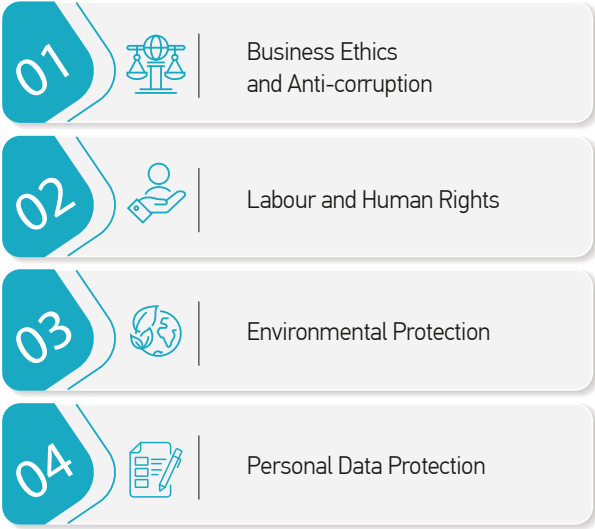 01
Business Ethics
and Anti-corruption
02
Labour and Human Rights
03
Environmental Protection
04
Personal Data Protection